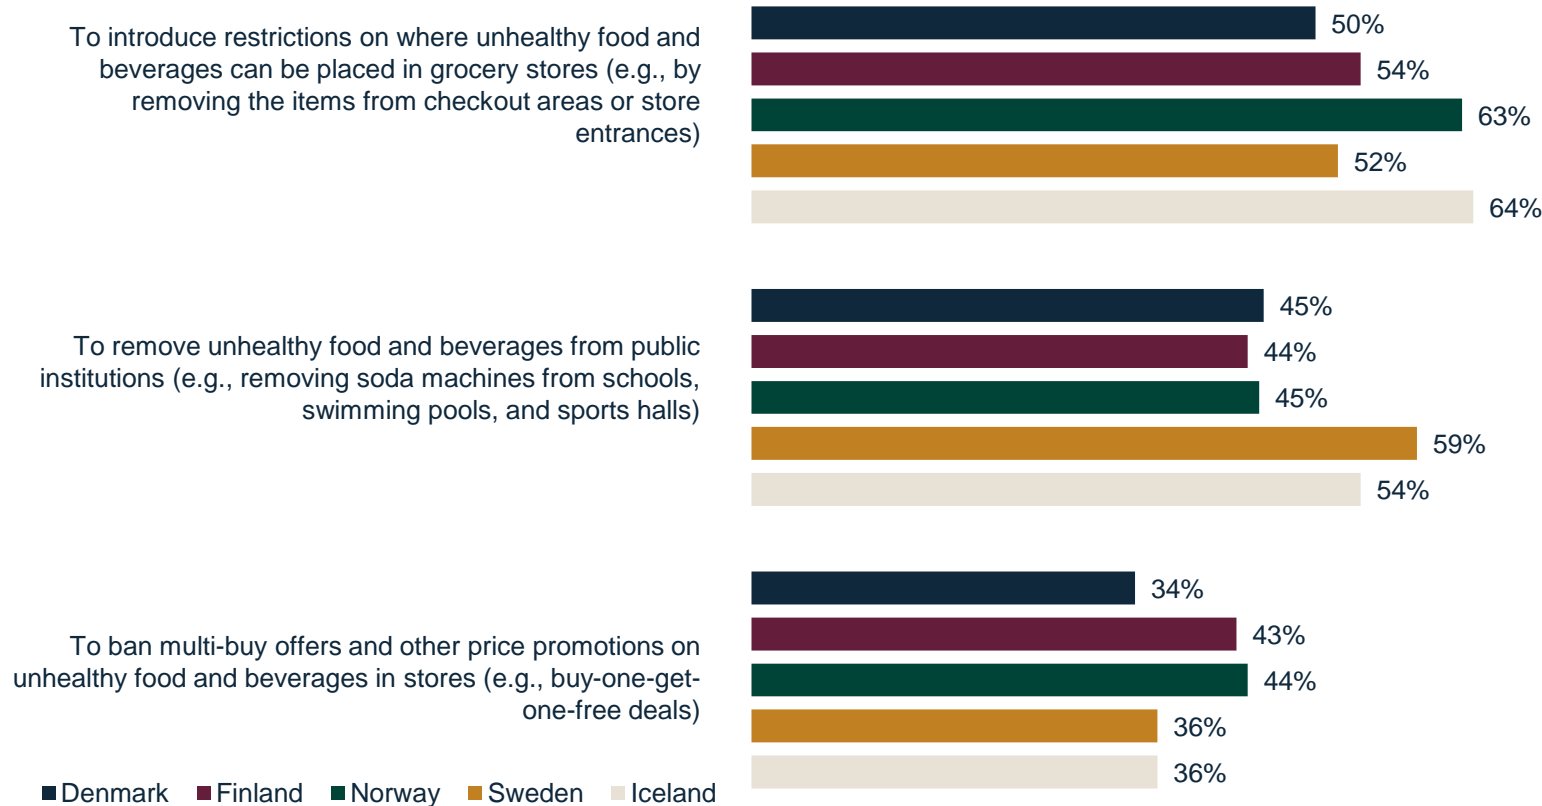 To introduce restrictions on where unhealthy food and
beverages can be placed in grocery stores (e.g., by
removing the items from checkout areas or store
entrances)
50%
54%
63%
52%
64%
To remove unhealthy food and beverages from public
institutions (e.g., removing soda machines from schools,
swimming pools, and sports halls)
45%
44%
45%
59%
54%
To ban multi-buy offers and other price promotions on
unhealthy food and beverages in stores (e.g., buy-one-get-
one-free deals)
34%
43%
44%
36%
36%
Denmark Finland Norway Sweden Iceland